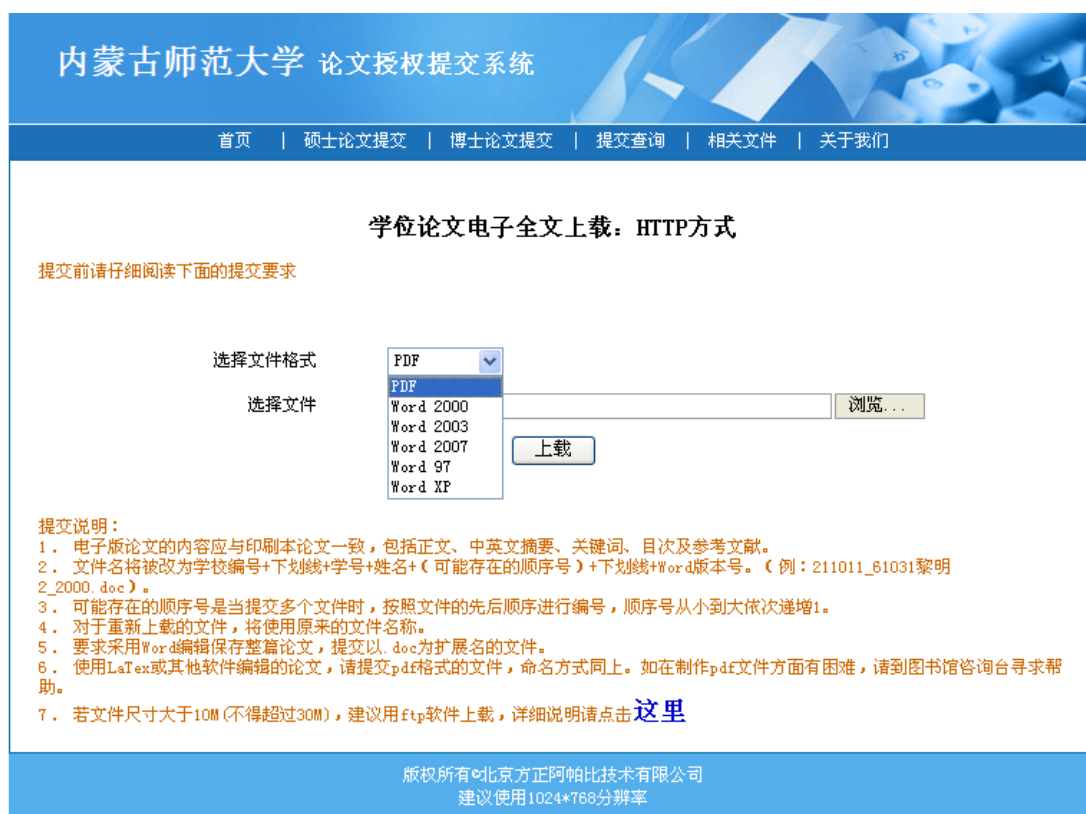 内蒙古师范大学 论文授权提交系统
首页 | 硕士论文提交 | 博士论文提交 | 提交查询 | 相关文件 | 关于我们
学位论文电子全文上载：HTTP方式
提交前请仔细阅读下面的提交要求
选择文件格式 PDF
PDF
选择文件 浏览...
Word 2000
Word 2003
Word 2007
上载
Word 97
Word XP
提交说明：
1． 电子版论文的内容应与印刷本论文一致，包括正文、中英文摘要、关键词、目次及参考文献。
2． 文件名将被改为学校编号+下划线+学号+姓名+（可能存在的顺序号）+下划线+Word版本号。（例：211011_61031黎明
2_2000.doc）。
3． 可能存在的顺序号是当提交多个文件时，按照文件的先后顺序进行编号，顺序号从小到大依次递增1。
4． 对于重新上载的文件，将使用原来的文件名称。
5． 要求采用Word编辑保存整篇论文，提交以.doc为扩展名的文件。
6． 使用LaTex或其他软件编辑的论文，请提交pdf格式的文件，命名方式同上。如在制作pdf文件方面有困难，请到图书馆咨询台寻求帮
助。
7． 若文件尺寸大于10M(不得超过30M)，建议用ftp软件上载，详细说明请点击这里
版权所有©北京方正阿帕比技术有限公司
建议使用1024*768分辨率